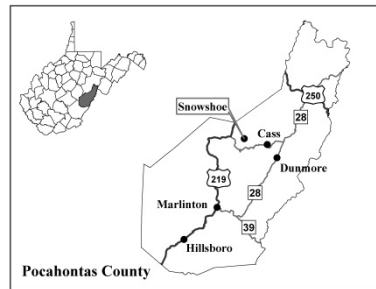 250
28
Snowshoe
Cass
Dunmore
219
28
Marlinton
39
Hillsboro
Pocahontas County